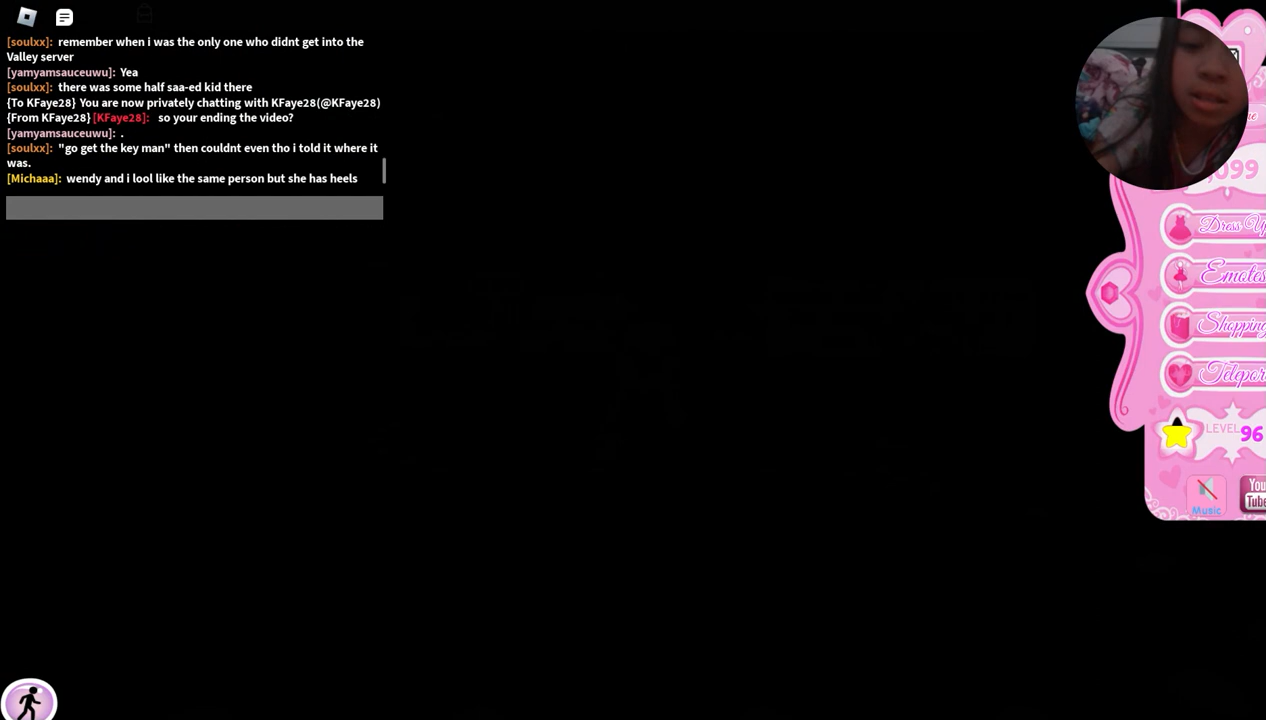 [soulxx]: remember when i was the only one who didnt get into the
Valley server
[yamyamsauceuwu]: Yea
[soulxx]: there was some half saa-ed kid there
{To KFaye28} You are now privately chatting with KFaye28(@KFaye28)
{From KFaye28} [KFaye28]: so your ending the video?
[yamyamsauceuwu]: .
[soulxx]: "go get the key man" then couldnt even tho i told it where it
was.
[Michaaa]: wendy and i lool like the same person but she has heels
,099
Dress Up
Emotes
Shopping
Telepor
LEVEL 96
Music
You
Tube